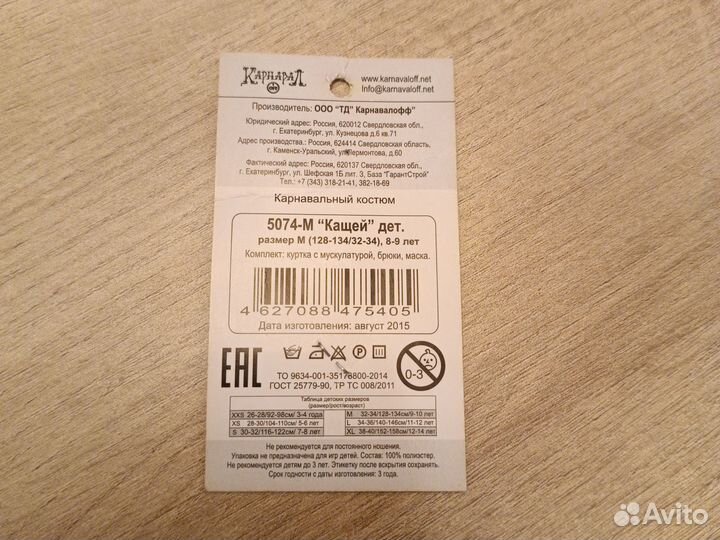 КАРНАВАЛ
OFF
www.karnavaloff.net
Info@karnavaloff.net
Производитель: ООО "ТД" Карнавалофф"
Юридический адрес: Россия, 620012 Свердловская обл.,
г. Екатеринбург, ул. Кузнецова д.6 кв.71
Адрес производства.: Россия, 624414 Свердловская область,
г. Каменск-Уральский, ул. Лермонтова, д.60
Фактический адрес: Россия, 620137 Свердловская обл.,
г. Екатеринбург, ул. Шефская 1Б лит. 3, База "ГарантСтрой"
Тел.: +7 (343) 318-21-41, 382-18-69
Карнавальный костюм
5074-М "Кащей" дет.
размер М (128-134/32-34), 8-9 лет
Комплект: куртка с мускулатурой, брюки, маска.
4 627088 475405
Дата изготовления: август 2015
ЕАС
0-3
ТО 9634-001-35178800-2014
ГОСТ 25779-90, ТР ТС 008/2011
Таблица детских размеров
(размер/рост/возраст)
XXS 26-28/92-98см/ 3-4 года
M 32-34/128-134см/9-10 лет
XS 28-30/104-110см/ 5-6 лет
L 34-36/140-146см/11-12 лет
S 30-32/116-122см/ 7-8 лет
XL 38-40/152-158см/12-14 лет
Не рекомендуется для постоянного ношения.
Упаковка не предназначена для игр детей. Состав: 100% полиэстер.
Не рекомендуется детям до 3 лет. Этикетку после вскрытия сохранять.
Срок годности с даты изготовления: 3 года.
Avito